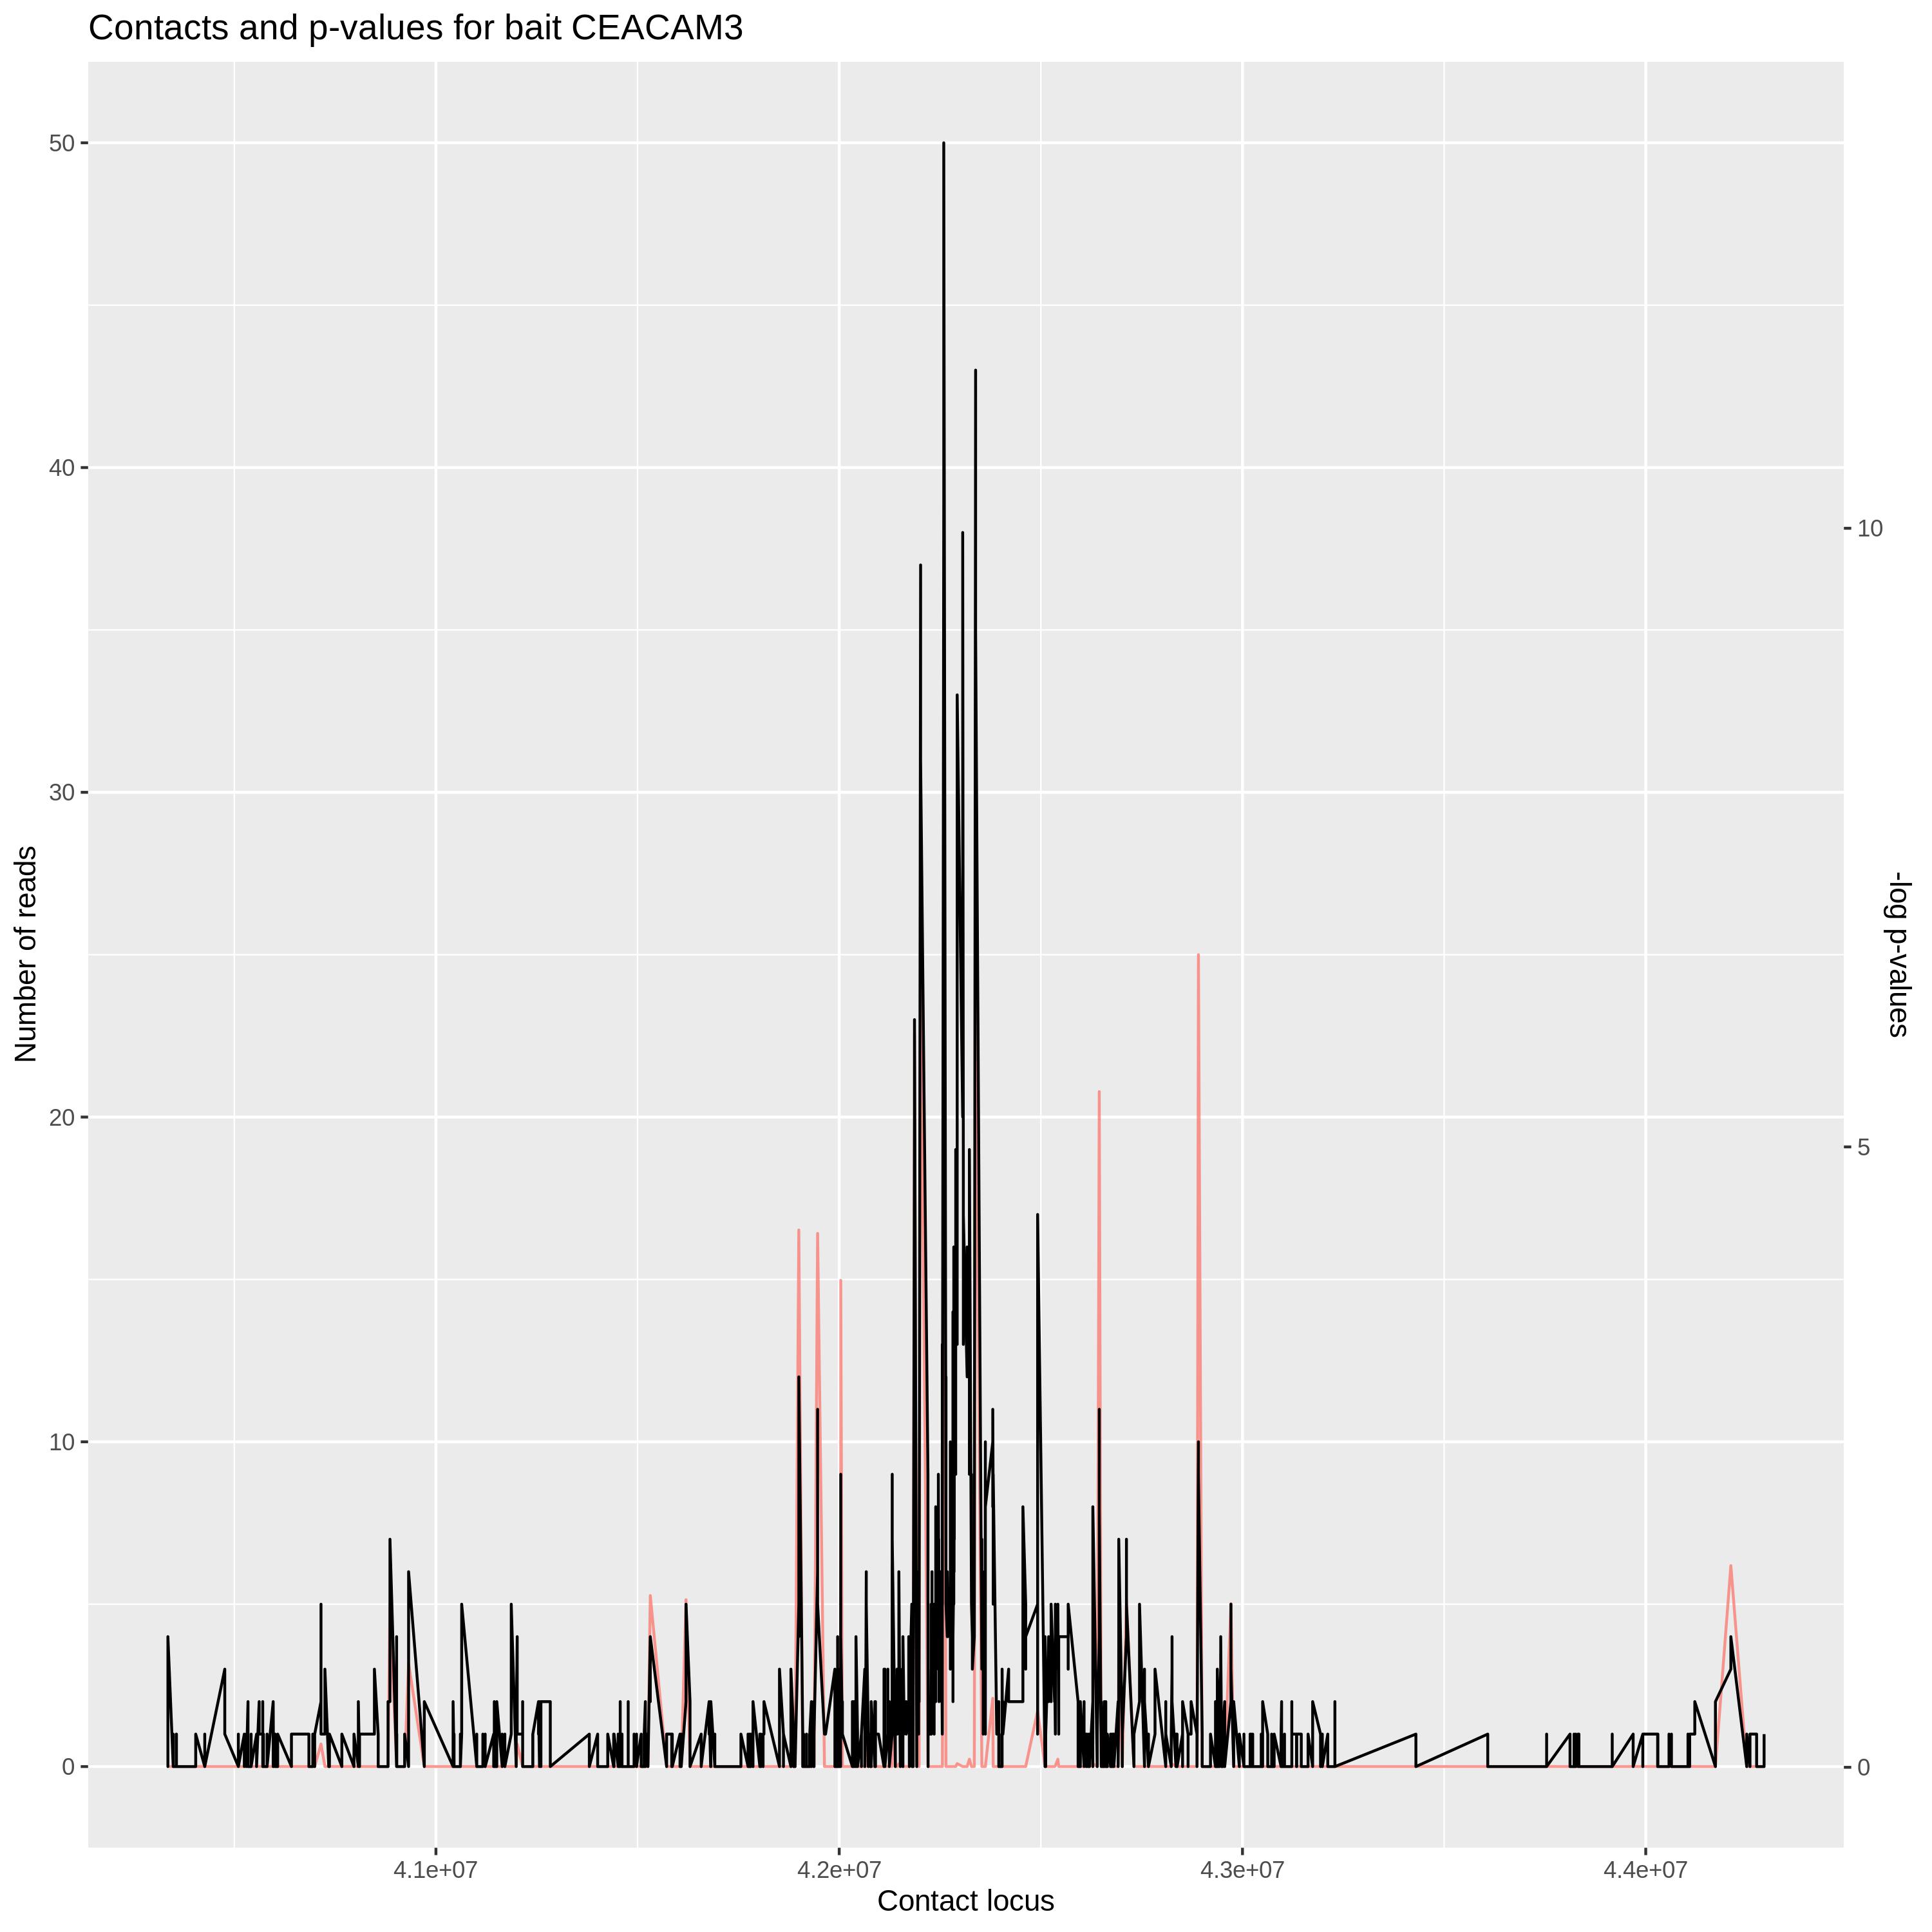 Contacts and p-values for bait CEACAM3
50
40
30
20
10
0
Number of reads
10
5
0
-log p-values
4.1e+07
4.2e+07
4.3e+07
4.4e+07
Contact locus